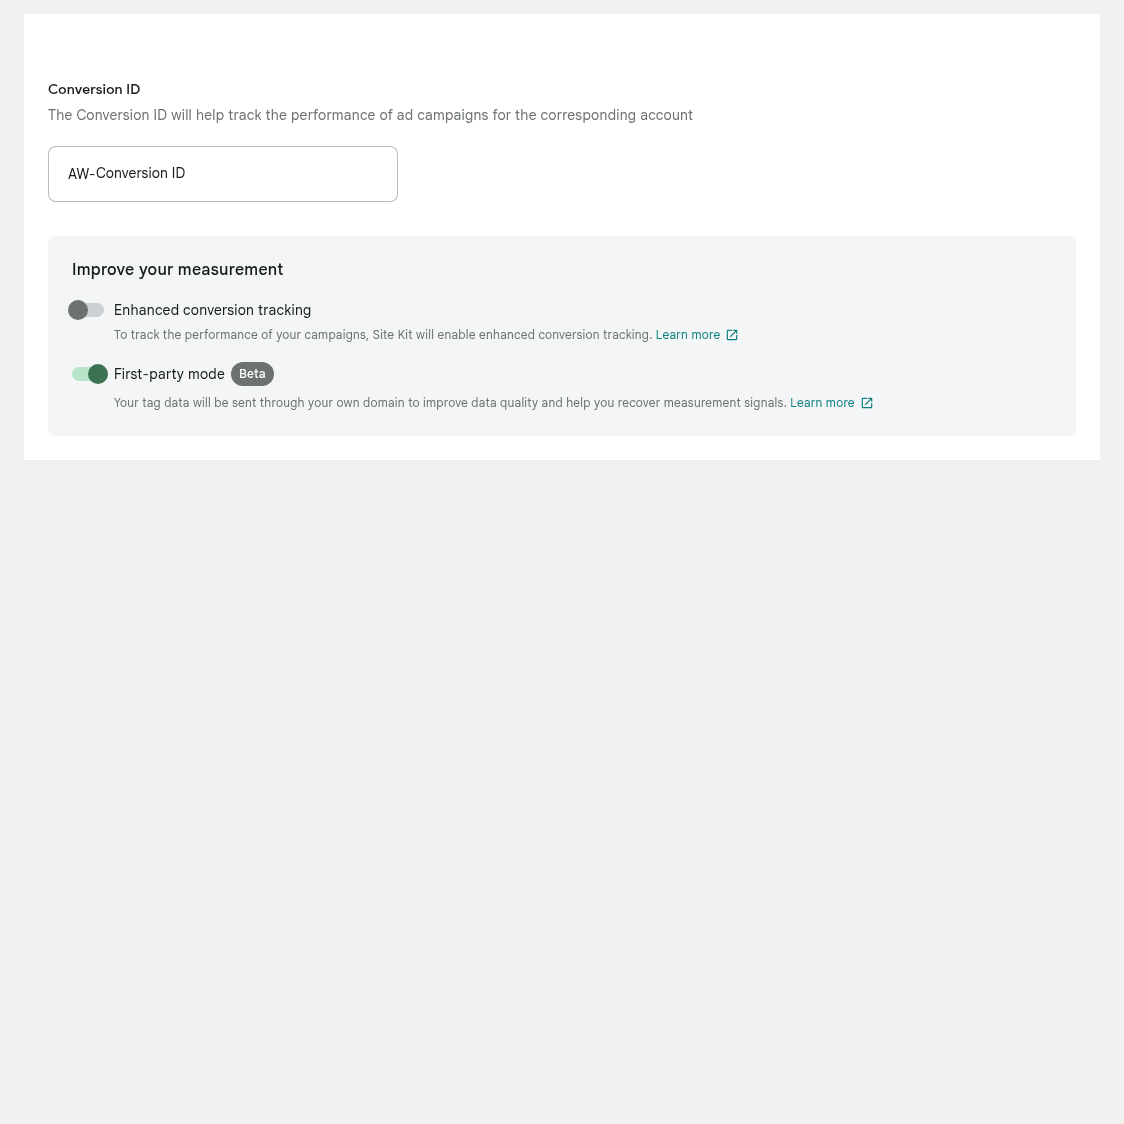 Conversion ID
The Conversion ID will help track the performance of ad campaigns for the corresponding account
AW-Conversion ID
Improve your measurement
Enhanced conversion tracking
To track the performance of your campaigns, Site Kit will enable enhanced conversion tracking. Learn more
First-party mode Beta
Your tag data will be sent through your own domain to improve data quality and help you recover measurement signals. Learn more